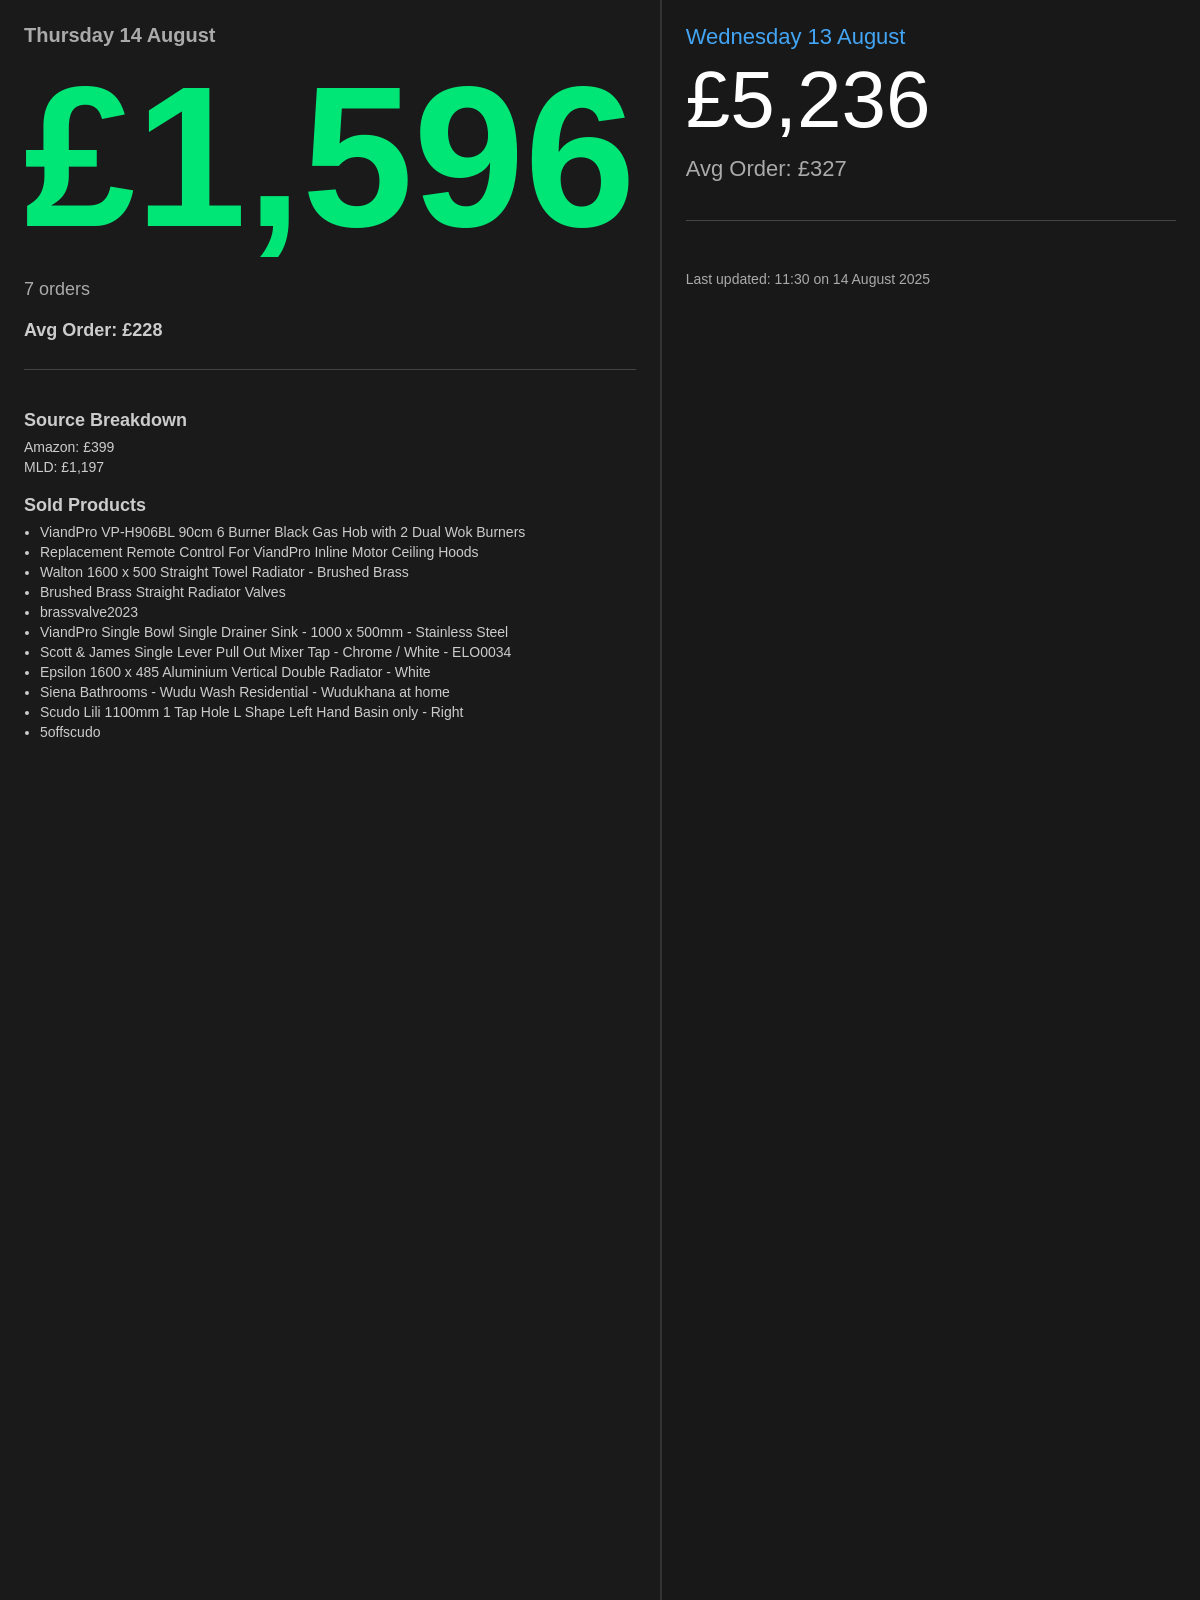 Thursday 14 August
£1,596
7 orders
Avg Order: £228
Source Breakdown
Amazon: £399
MLD: £1,197
Sold Products
• ViandPro VP-H906BL 90cm 6 Burner Black Gas Hob with 2 Dual Wok Burners
• Replacement Remote Control For ViandPro Inline Motor Ceiling Hoods
• Walton 1600 x 500 Straight Towel Radiator - Brushed Brass
• Brushed Brass Straight Radiator Valves
• brassvalve2023
• ViandPro Single Bowl Single Drainer Sink - 1000 x 500mm - Stainless Steel
• Scott & James Single Lever Pull Out Mixer Tap - Chrome / White - ELO0034
• Epsilon 1600 x 485 Aluminium Vertical Double Radiator - White
• Siena Bathrooms - Wudu Wash Residential - Wudukhana at home
• Scudo Lili 1100mm 1 Tap Hole L Shape Left Hand Basin only - Right
• 5offscudo
Wednesday 13 August
£5,236
Avg Order: £327
Last updated: 11:30 on 14 August 2025